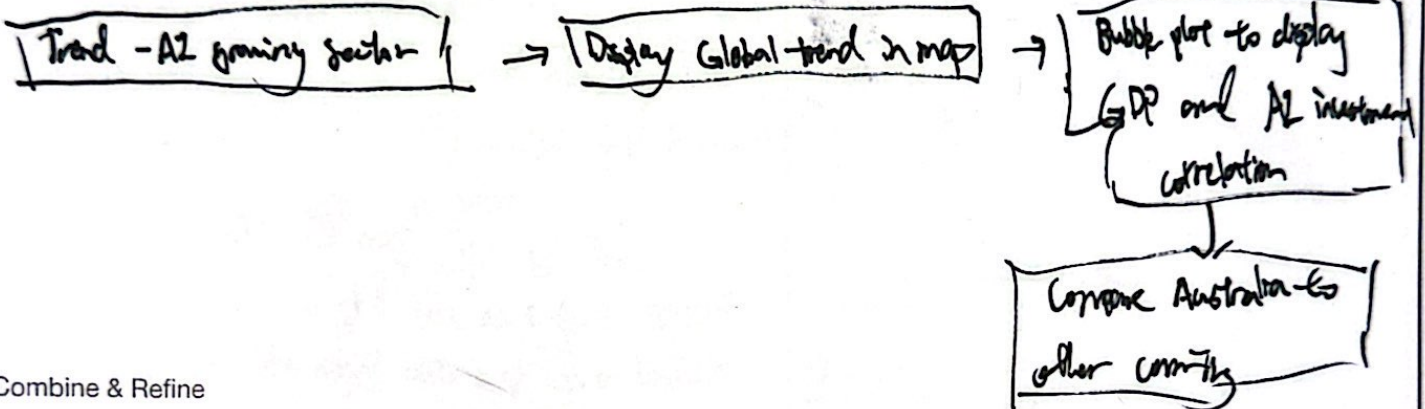 Trend - AI growing sector
Display Global trend in map
Bubble plot to display
GDP and AI investment
correlation
Compare Australia to
other country
Combine & Refine